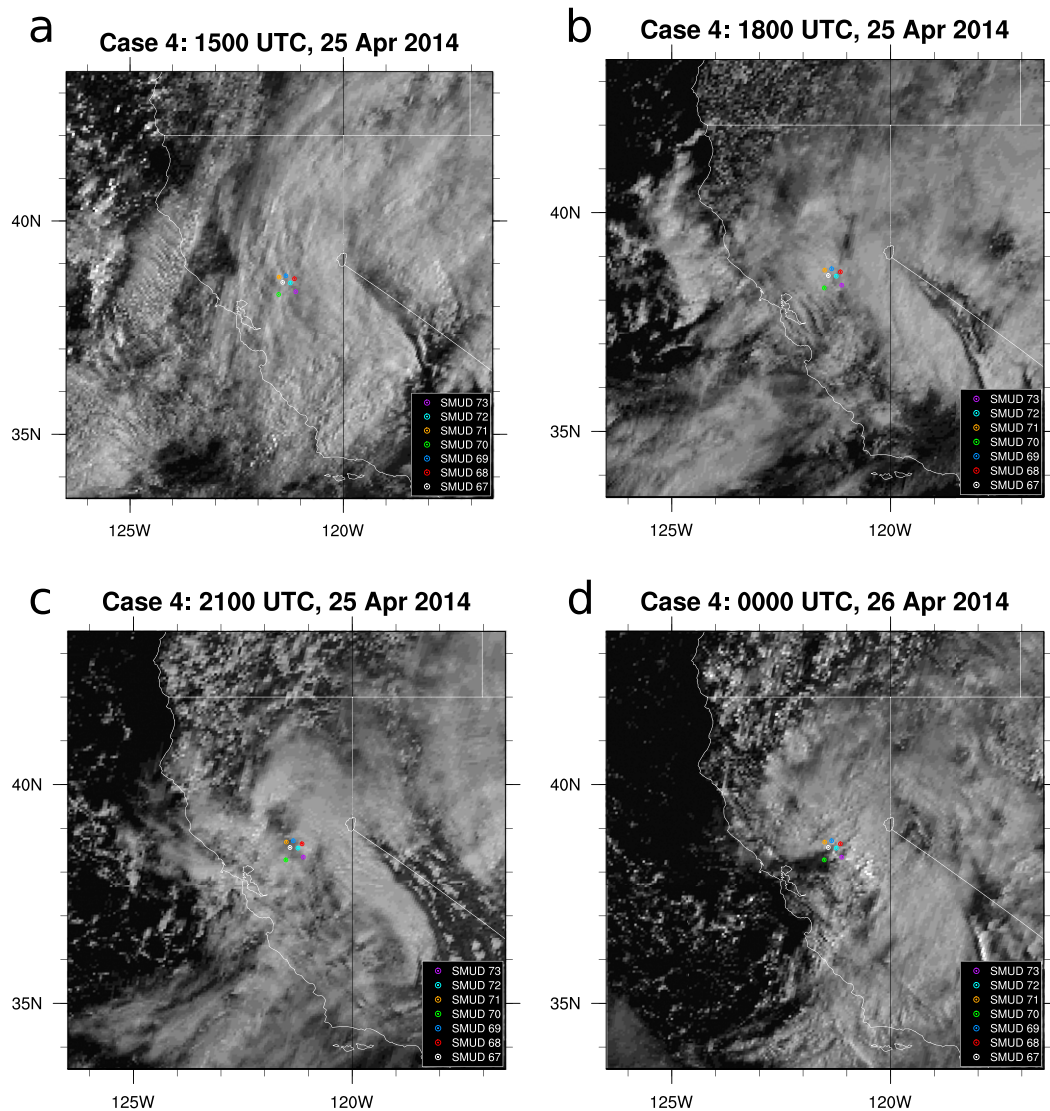 a
Case 4: 1500 UTC, 25 Apr 2014
40N
35N
125W
120W
SMUD 73
SMUD 72
SMUD 71
SMUD 70
SMUD 69
SMUD 68
SMUD 67
b
Case 4: 1800 UTC, 25 Apr 2014
40N
35N
125W
120W
SMUD 73
SMUD 72
SMUD 71
SMUD 70
SMUD 69
SMUD 68
SMUD 67
c
Case 4: 2100 UTC, 25 Apr 2014
40N
35N
125W
120W
SMUD 73
SMUD 72
SMUD 71
SMUD 70
SMUD 69
SMUD 68
SMUD 67
d
Case 4: 0000 UTC, 26 Apr 2014
40N
35N
125W
120W
SMUD 73
SMUD 72
SMUD 71
SMUD 70
SMUD 69
SMUD 68
SMUD 67